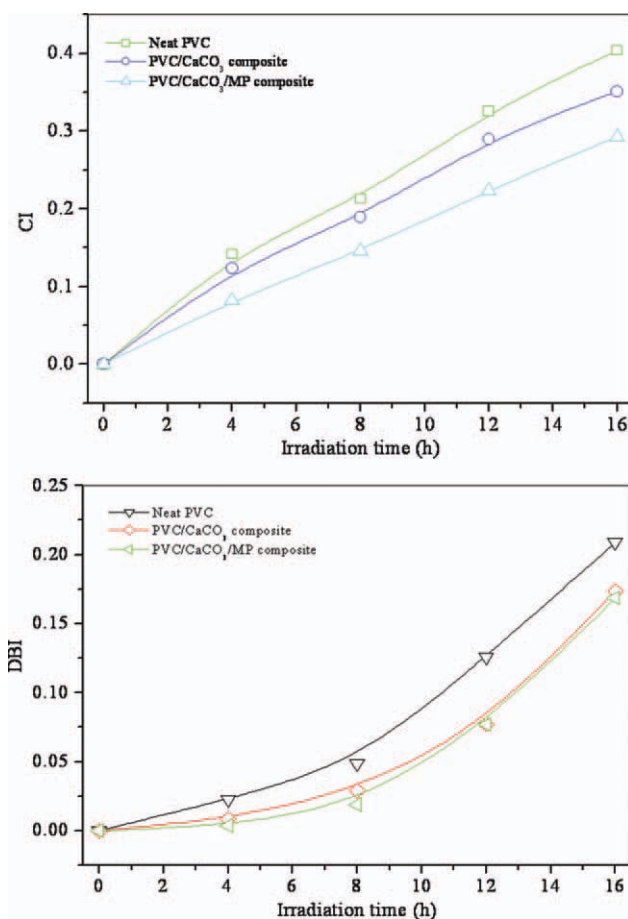 Neat PVC
PVC/CaCO₃ composite
PVC/CaCO₃/MP composite
0.4
0.3
0.2
0.1
0.0
CI
0 2 4 6 8 10 12 14 16
Irradiation time (h)
0.25
0.20
0.15
0.10
0.05
0.00
DBI
Neat PVC
PVC/CaCO₃ composite
PVC/CaCO₃/MP composite
0 2 4 6 8 10 12 14 16
Irradiation time (h)